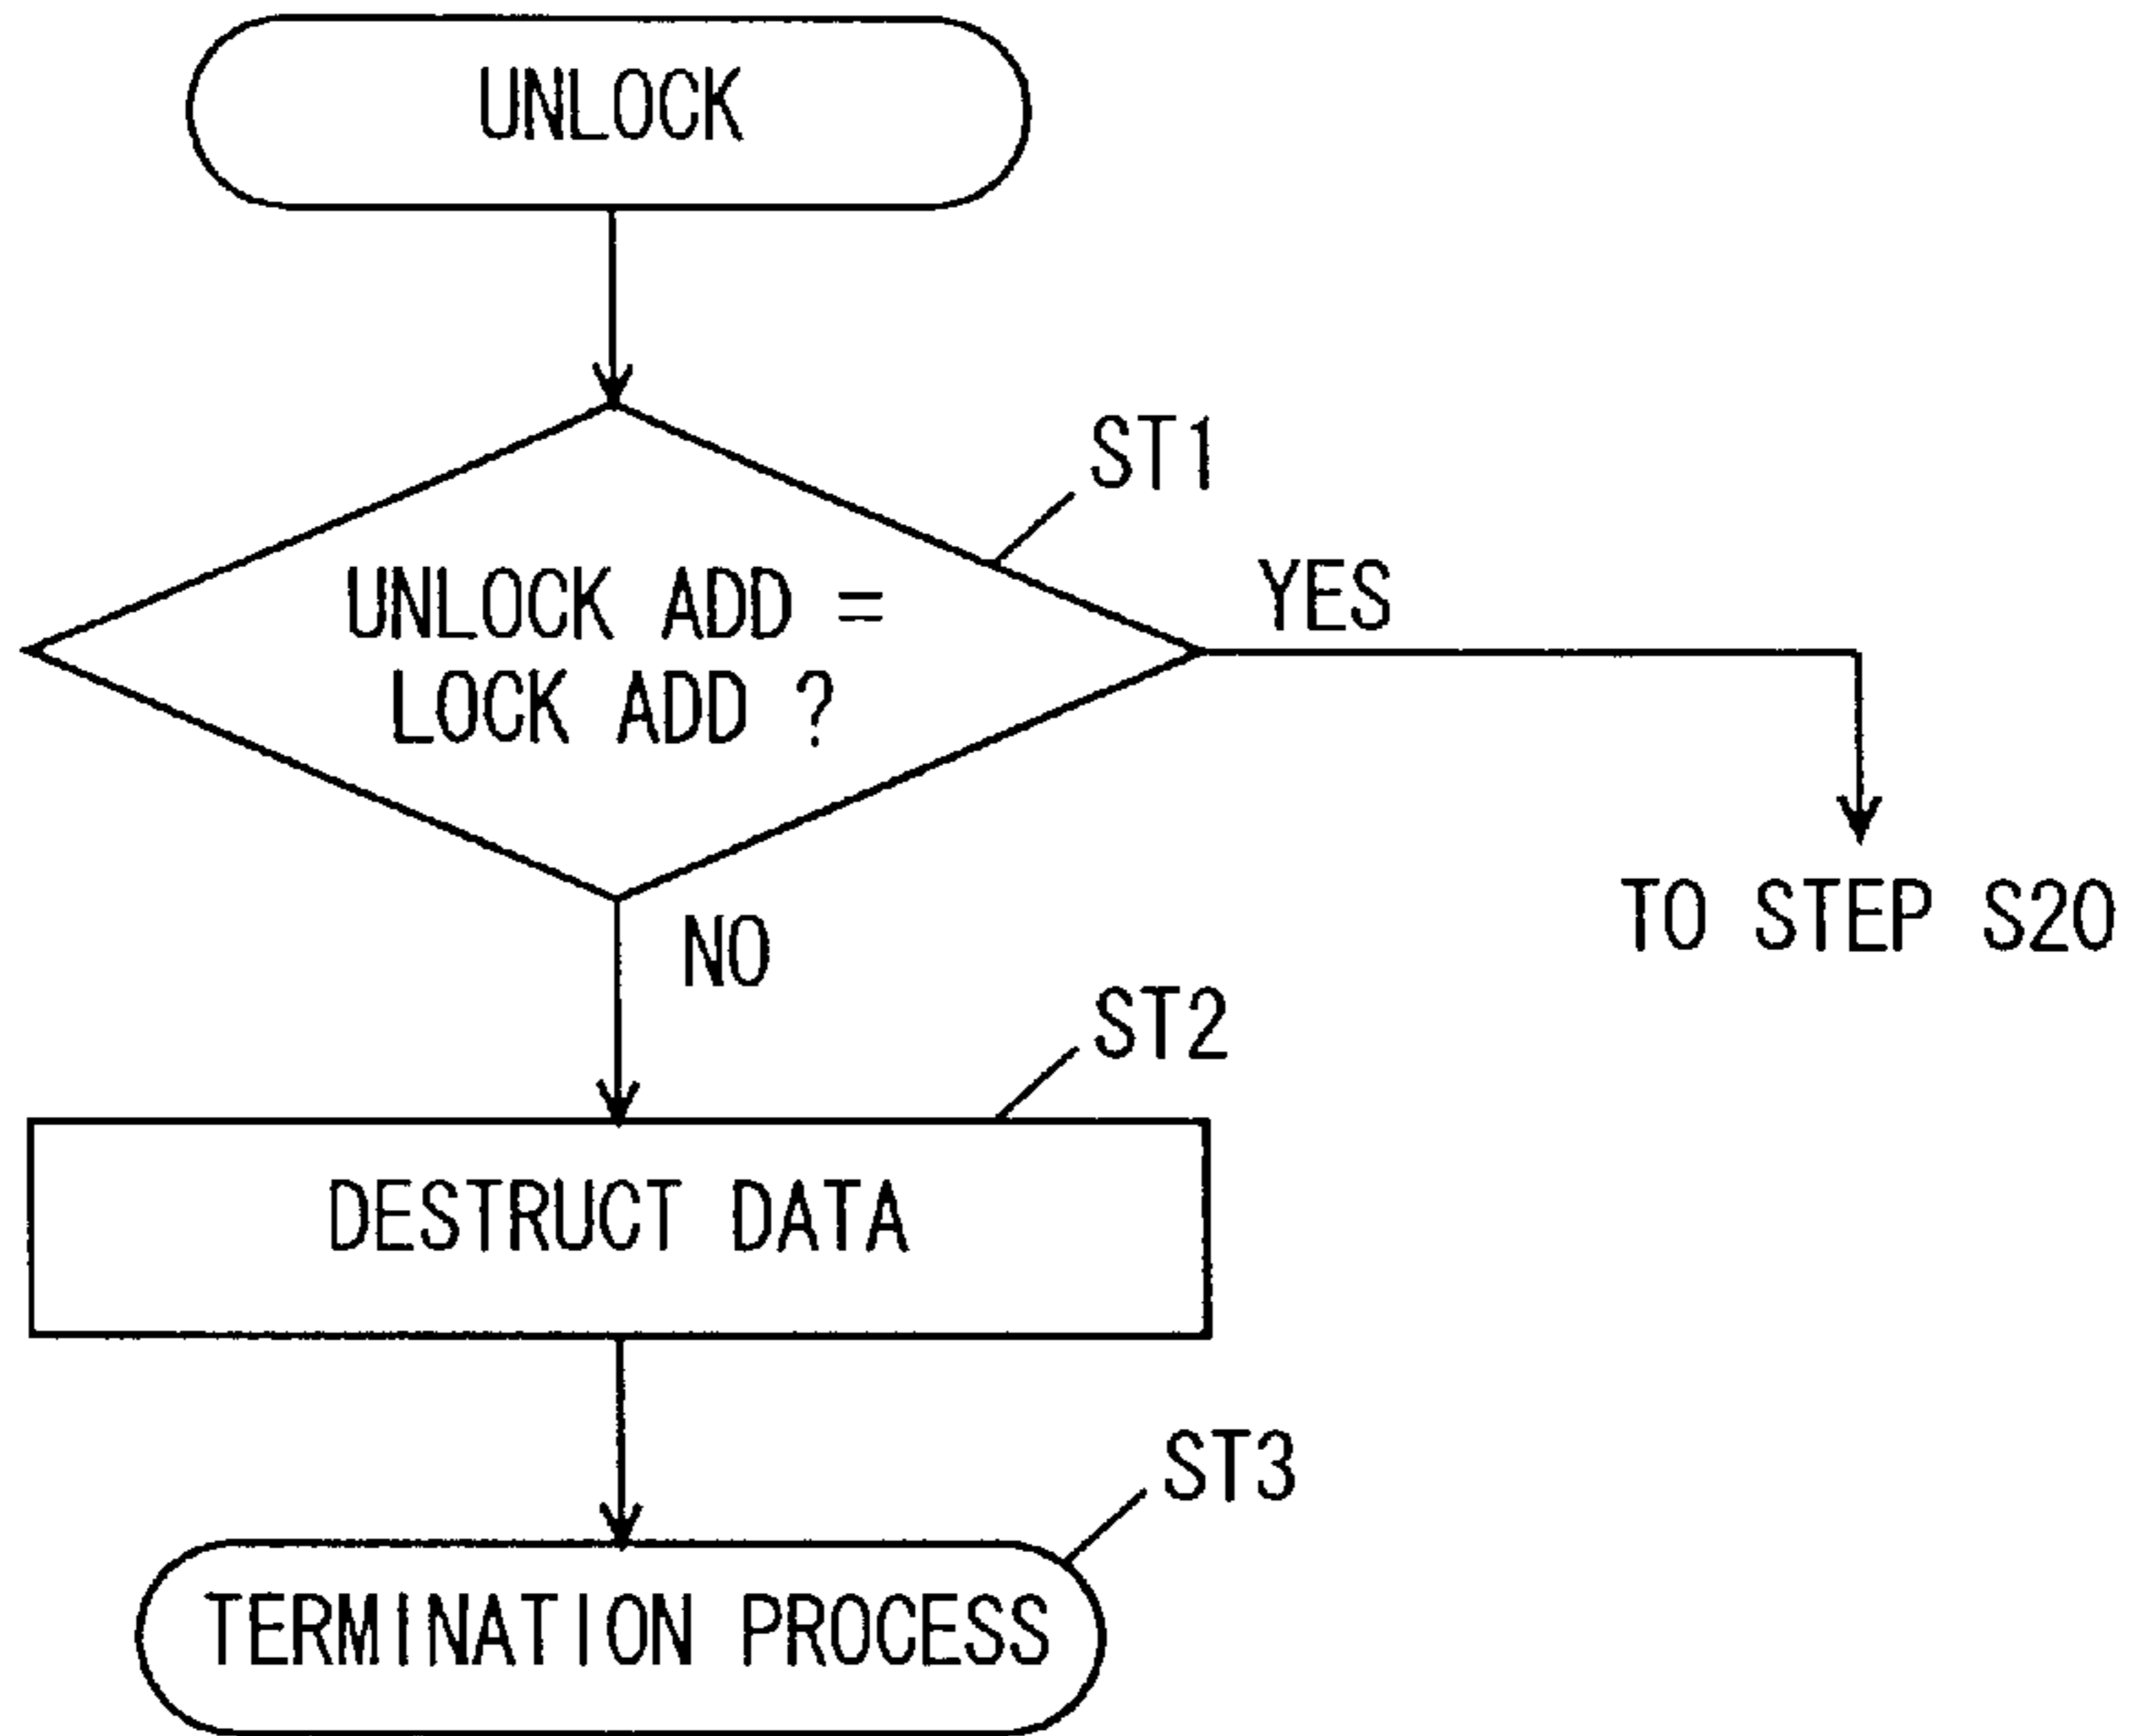 UNLOCK
ST1
UNLOCK ADD =
LOCK ADD ?
YES
TO STEP S20
NO
ST2
DESTRUCT DATA
ST3
TERMINATION PROCESS